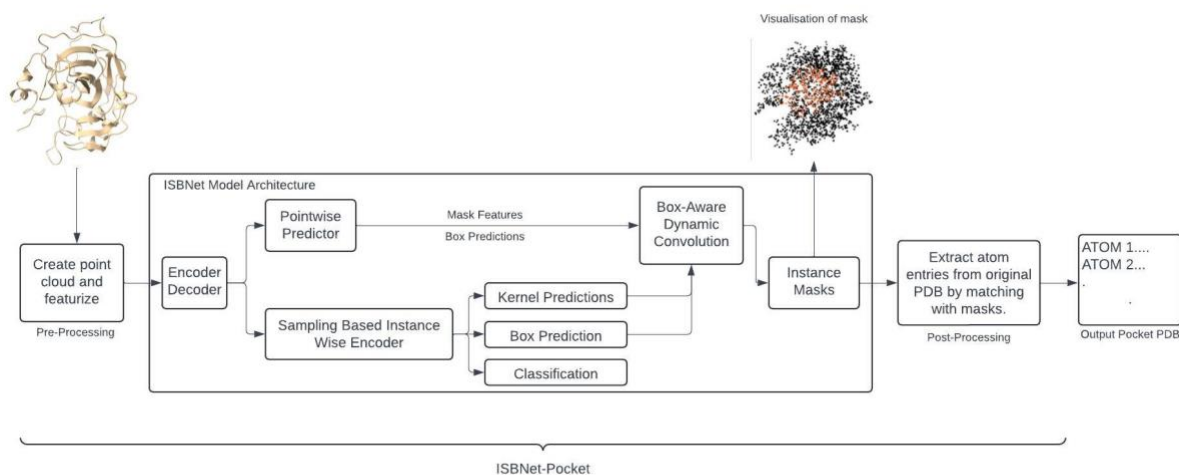 Visualisation of mask
ISBNet Model Architecture
Pointwise
Predictor
Mask Features
Box Predictions
Box-Aware
Dynamic
Convolution
Create point
cloud and
featurize
Pre-Processing
Encoder
Decoder
Sampling Based Instance
Wise Encoder
Kernel Predictions
Box Prediction
Classification
Instance
Masks
Extract atom
entries from original
PDB by matching
with masks.
Post-Processing
ATOM 1....
ATOM 2...
.
.
Output Pocket PDB
ISBNet-Pocket